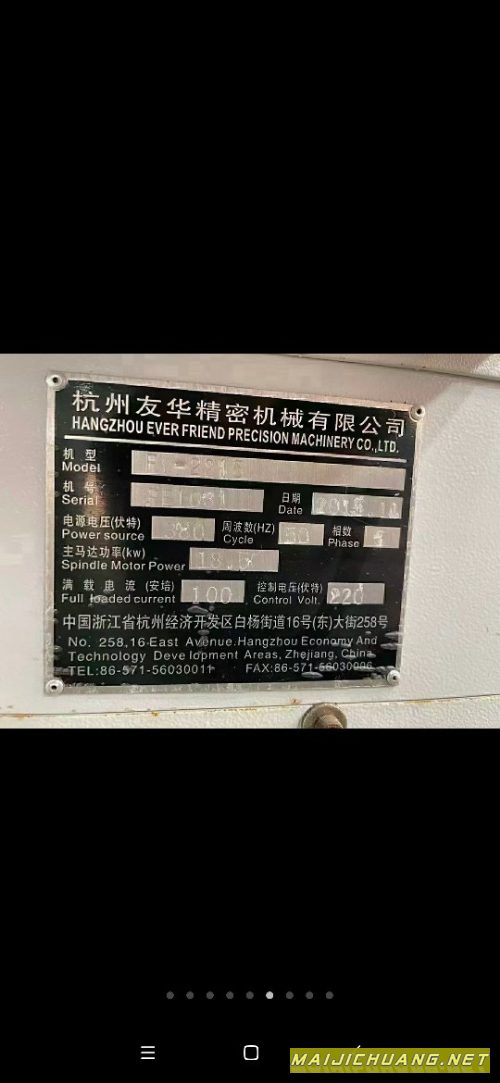 杭州友华精密机械有限公司
HANGZHOU EVER FRIEND PRECISION MACHINERY CO.,LTD.
机 型
Model
机 号
Serial
日期
Date
电源电压(伏特)
Power source 380
周波数(HZ)
Cycle 50
相数
Phase
主马达功率(kw)
Spindle Motor Power
满 载 电 流 (安培)
Full loaded current 100
控制电压(伏特)
Control Volt. 220
中国浙江省杭州经济开发区白杨街道16号(东)大街258号
No. 258,16-East Avenue.Hangzhou Economy And
Technology Development Areas, Zhejiang, China
TEL:86-571-56030011 FAX:86-571-56030006
MAIJICHUANG.NET